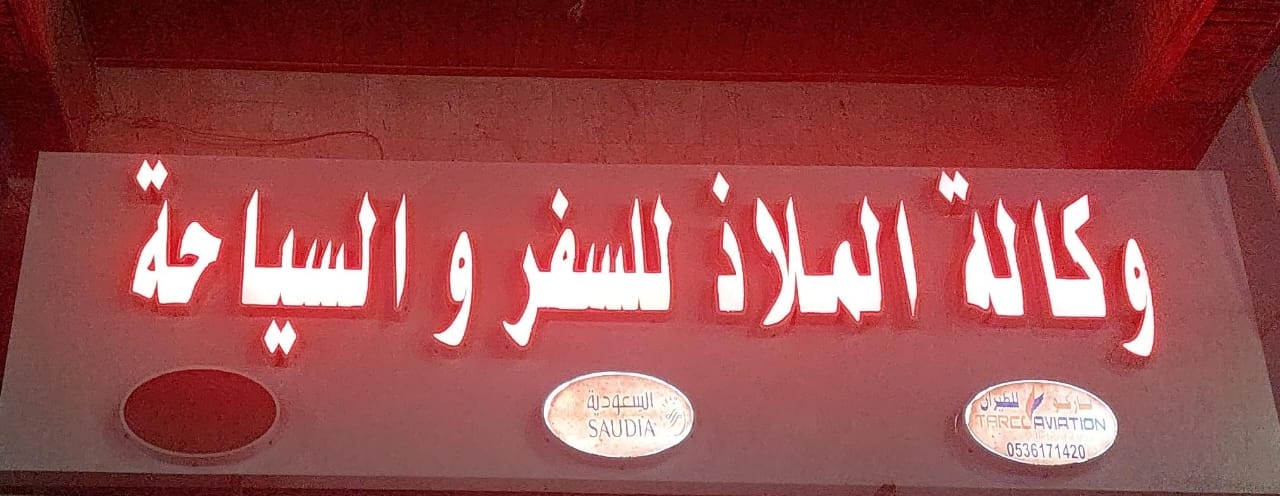 وكالة الملاذ للسفر و السياحة
السعودية
SAUDIA
تاركو للطيران
TARCO AVIATION
0536171420